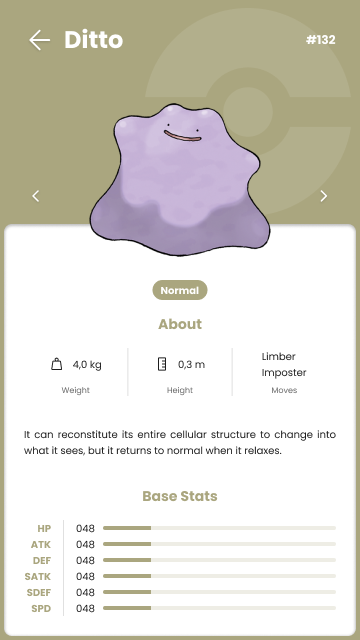 Ditto
#132
Normal
About
4,0 kg
0,3 m
Limber
Imposter
Weight
Height
Moves
It can reconstitute its entire cellular structure to change into
what it sees, but it returns to normal when it relaxes.
Base Stats
HP 048
ATK 048
DEF 048
SATK 048
SDEF 048
SPD 048